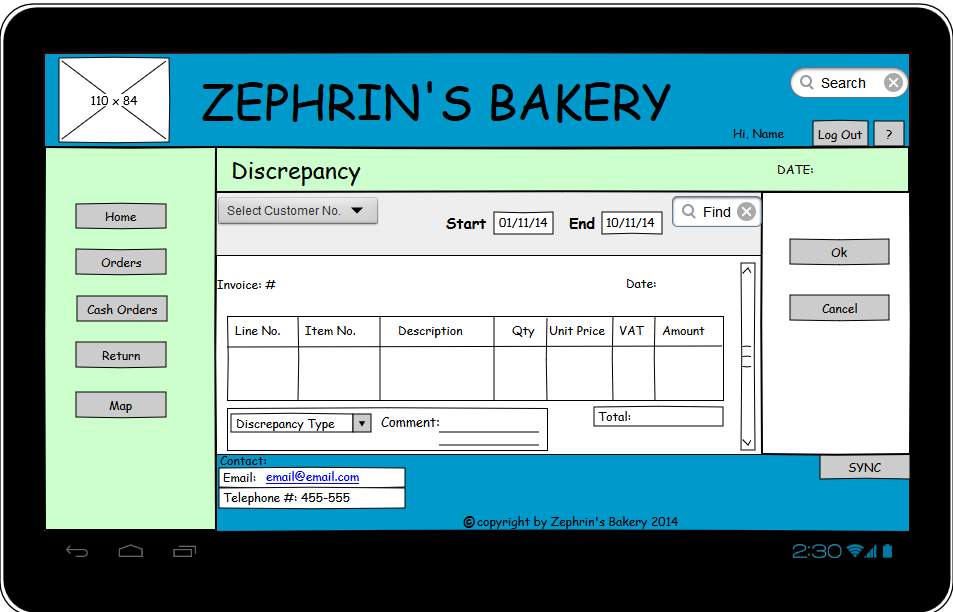 110 x 84
ZEPHRIN'S BAKERY
Search
Hi, Name
Log Out
?
Discrepancy
DATE:
Home
Orders
Cash Orders
Return
Map
Select Customer No.
Start 01/11/14 End 10/11/14
Find
Ok
Cancel
Invoice: #
Date:
Line No. Item No. Description Qty Unit Price VAT Amount
Discrepancy Type
Comment:
Total:
Contact:
Email: email@email.com
Telephone #: 455-555
SYNC
© copyright by Zephrin's Bakery 2014
2:30